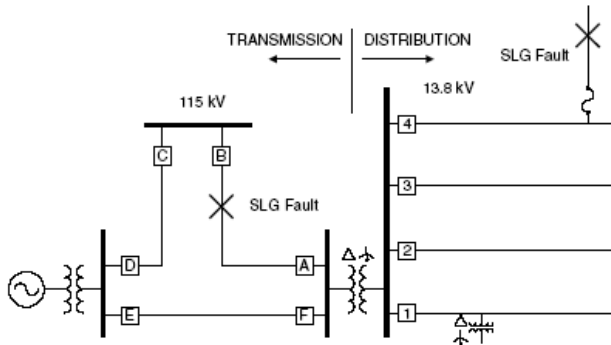 TRANSMISSION
DISTRIBUTION
SLG Fault
13.8 kV
115 kV
4
C
B
3
SLG Fault
2
D
A
1
E
F